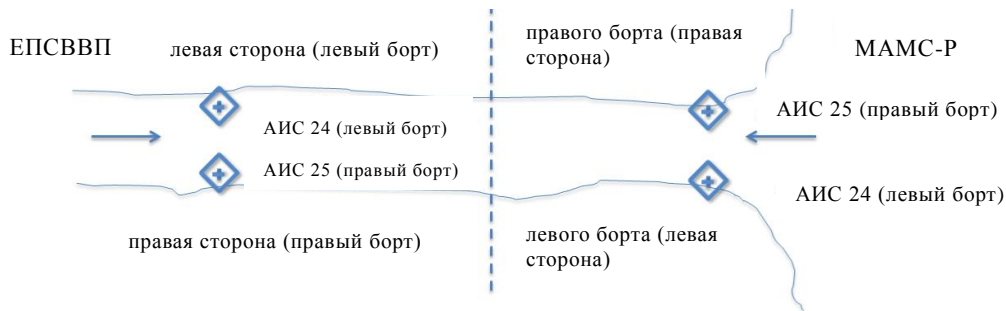 ЕПСВВП
левая сторона (левый борт)
АИС 24 (левый борт)
АИС 25 (правый борт)
правая сторона (правый борт)
правого борта (правая
сторона)
МАМС-Р
АИС 25 (правый борт)
АИС 24 (левый борт)
левого борта (левая
сторона)